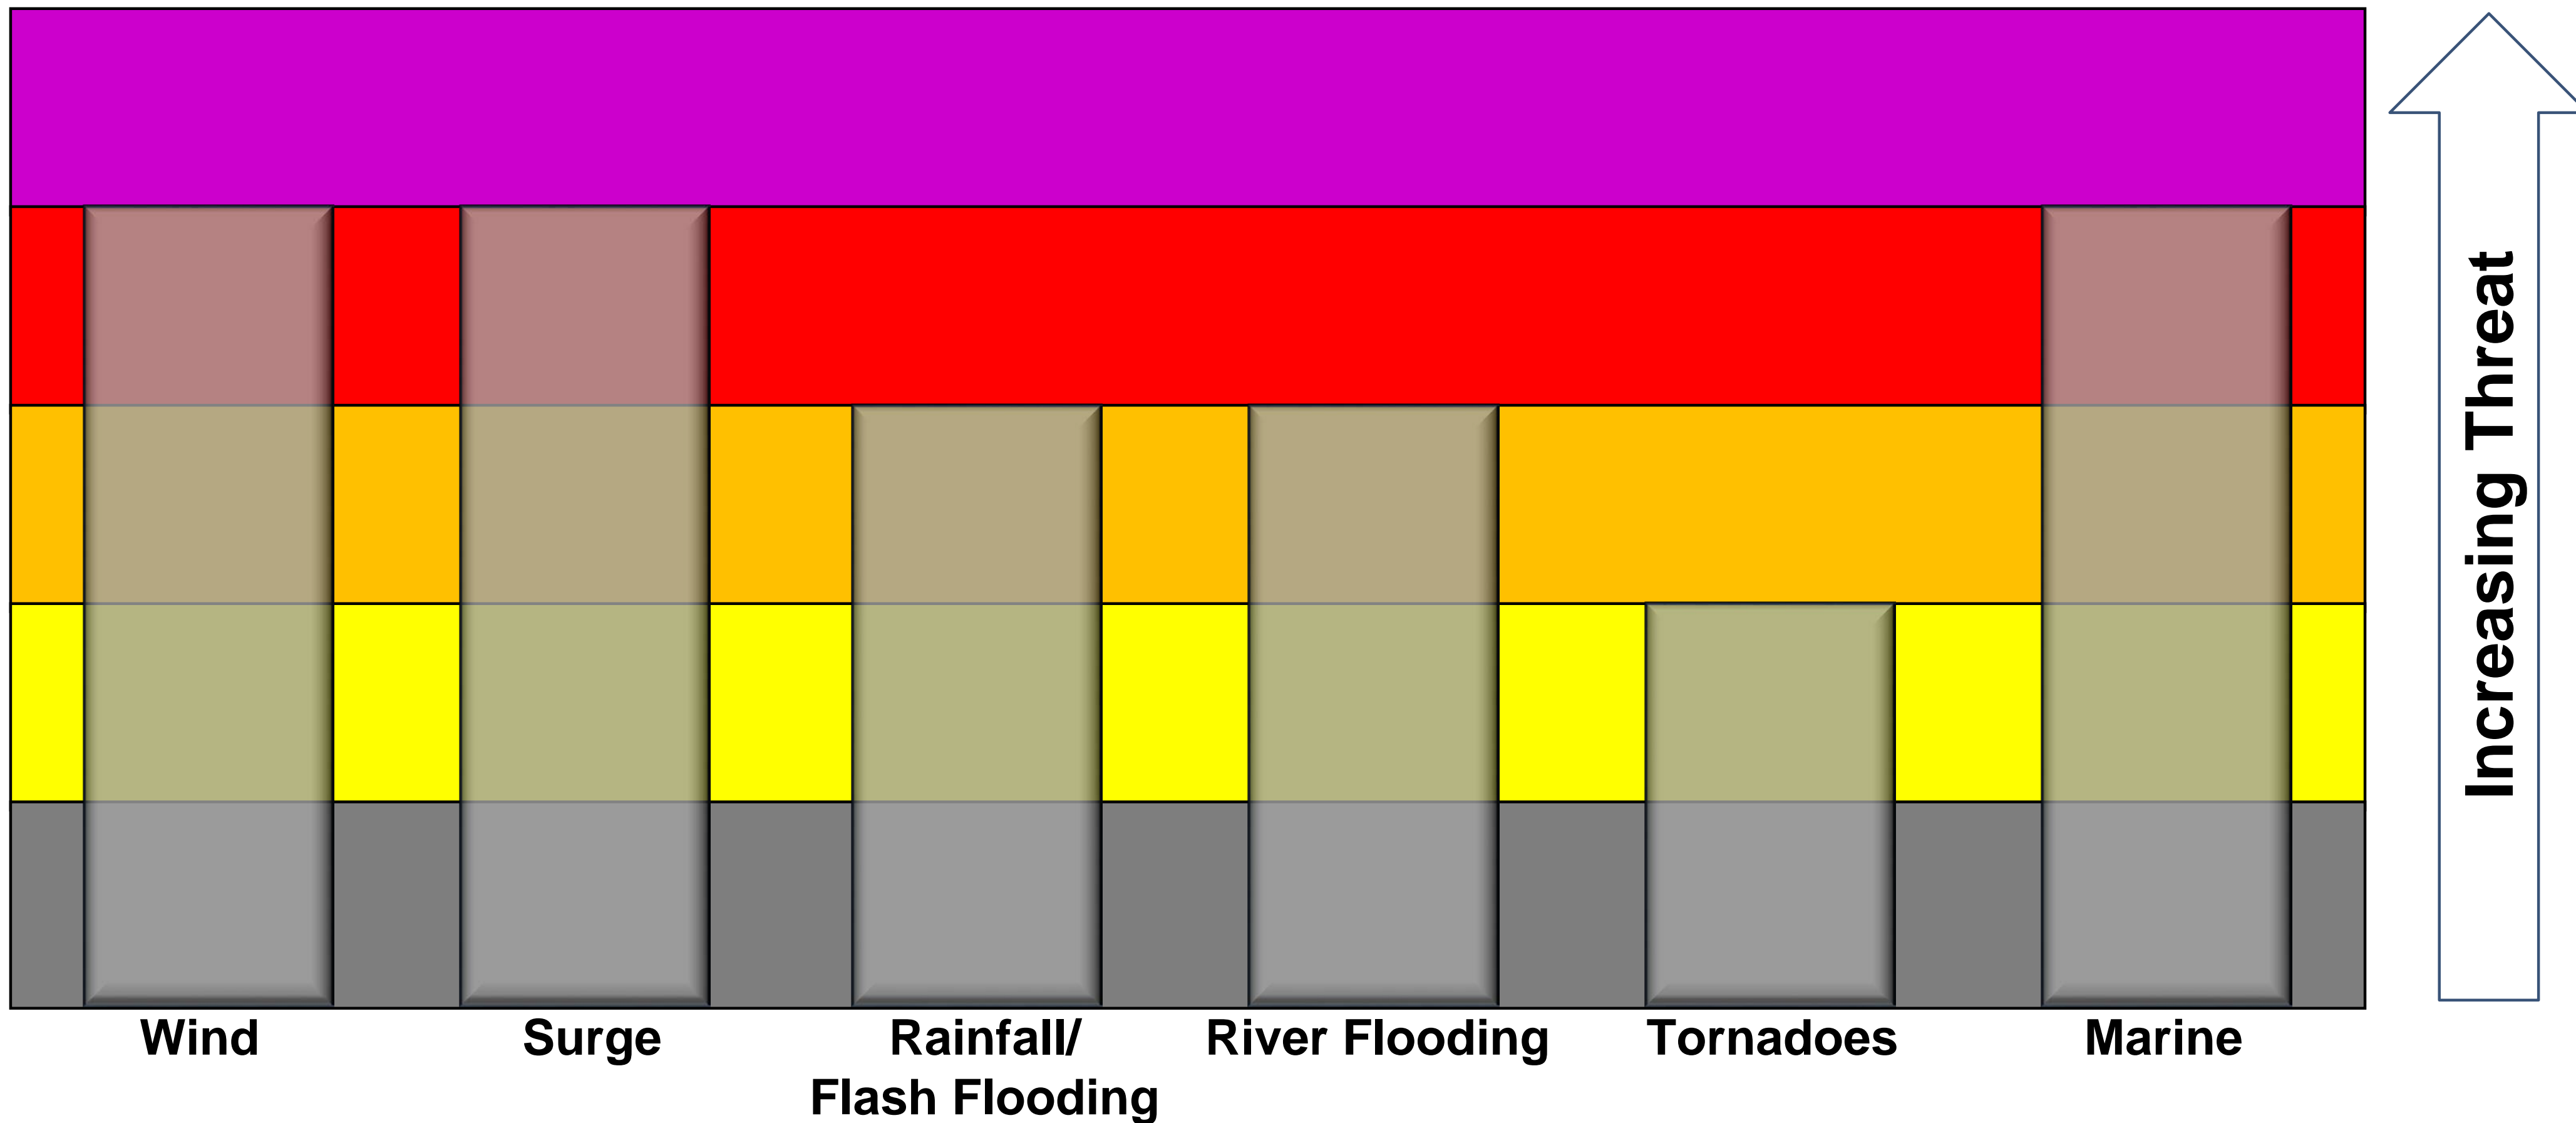 Increasing Threat
Wind
Surge
Rainfall/
Flash Flooding
River Flooding
Tornadoes
Marine